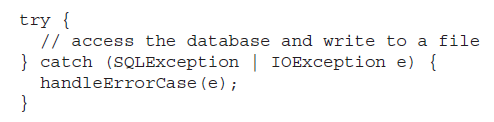 try {
  // access the database and write to a file
} catch (SQLException | IOException e) {
  handleErrorCase(e);
}